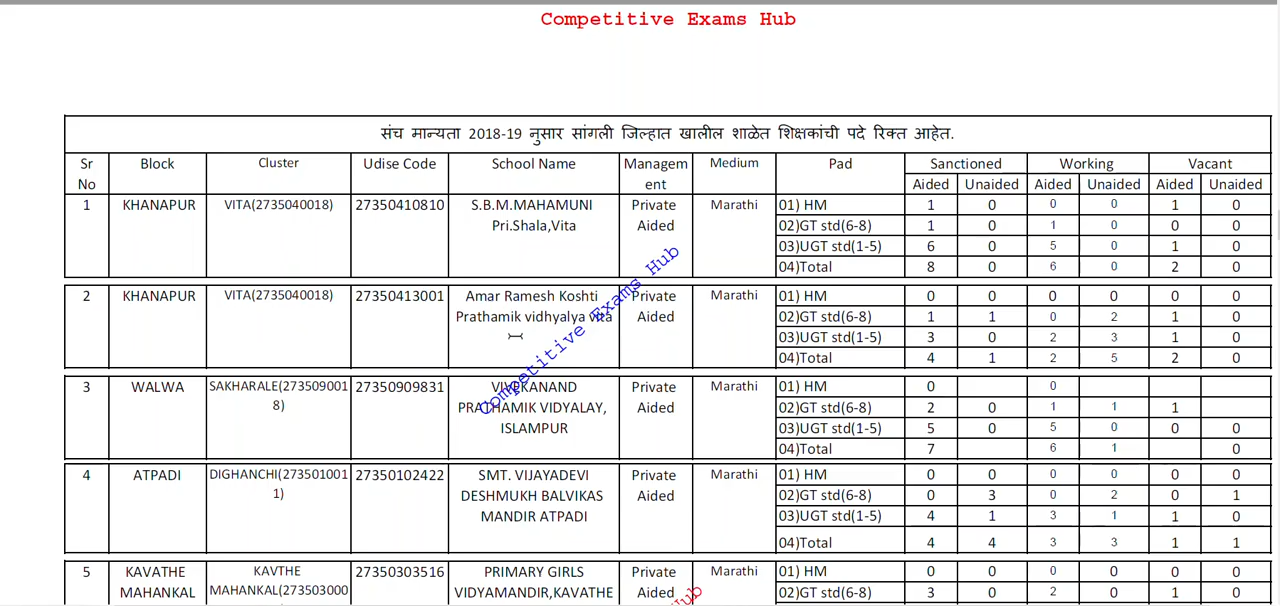 Competitive Exams Hub
संच मान्यता 2018-19 नुसार सांगली जिल्हात खालील शाळेत शिक्षकांची पदे रिक्त आहेत.
Sr No Block Cluster Udise Code School Name Managem ent Medium Pad Sanctioned Working Vacant
Aided Unaided Aided Unaided Aided Unaided
1 KHANAPUR VITA(2735040018) 27350410810 S.B.M.MAHAMUNI Private Marathi 01) HM 1 0 0 0 1 0
Pri.Shala,Vita Aided 02)GT std(6-8) 1 0 1 0 0 0
03)UGT std(1-5) 6 0 5 0 1 0
04)Total 8 0 6 0 2 0
2 KHANAPUR VITA(2735040018) 27350413001 Amar Ramesh Koshti Private Marathi 01) HM 0 0 0 0 0 0
Prathamik vidhyalya vita Aided 02)GT std(6-8) 1 1 0 2 1 0
03)UGT std(1-5) 3 0 2 3 1 0
04)Total 4 1 2 5 2 0
3 WALWA SAKHARALE(273509001 27350909831 VIVEKANAND Private Marathi 01) HM 0 0
8) PRATHAMIK VIDYALAY, Aided 02)GT std(6-8) 2 0 1 1 1
ISLAMPUR 03)UGT std(1-5) 5 0 5 0 0 0
04)Total 7 6 1 0
4 ATPADI DIGHANCHI(273501001 27350102422 SMT. VIJAYADEVI Private Marathi 01) HM 0 0 0 0 0 0
1) DESHMUKH BALVIKAS Aided 02)GT std(6-8) 0 3 0 2 0 1
MANDIR ATPADI 03)UGT std(1-5) 4 1 3 1 1 0
04)Total 4 4 3 3 1 1
5 KAVATHE KAVTHE 27350303516 PRIMARY GIRLS Private Marathi 01) HM 0 0 0 0 0 0
MAHANKAL MAHANKAL(273503000 VIDYAMANDIR,KAVATHE Aided 02)GT std(6-8) 3 0 2 0 1 0
Competitive Exams Hub
Hub